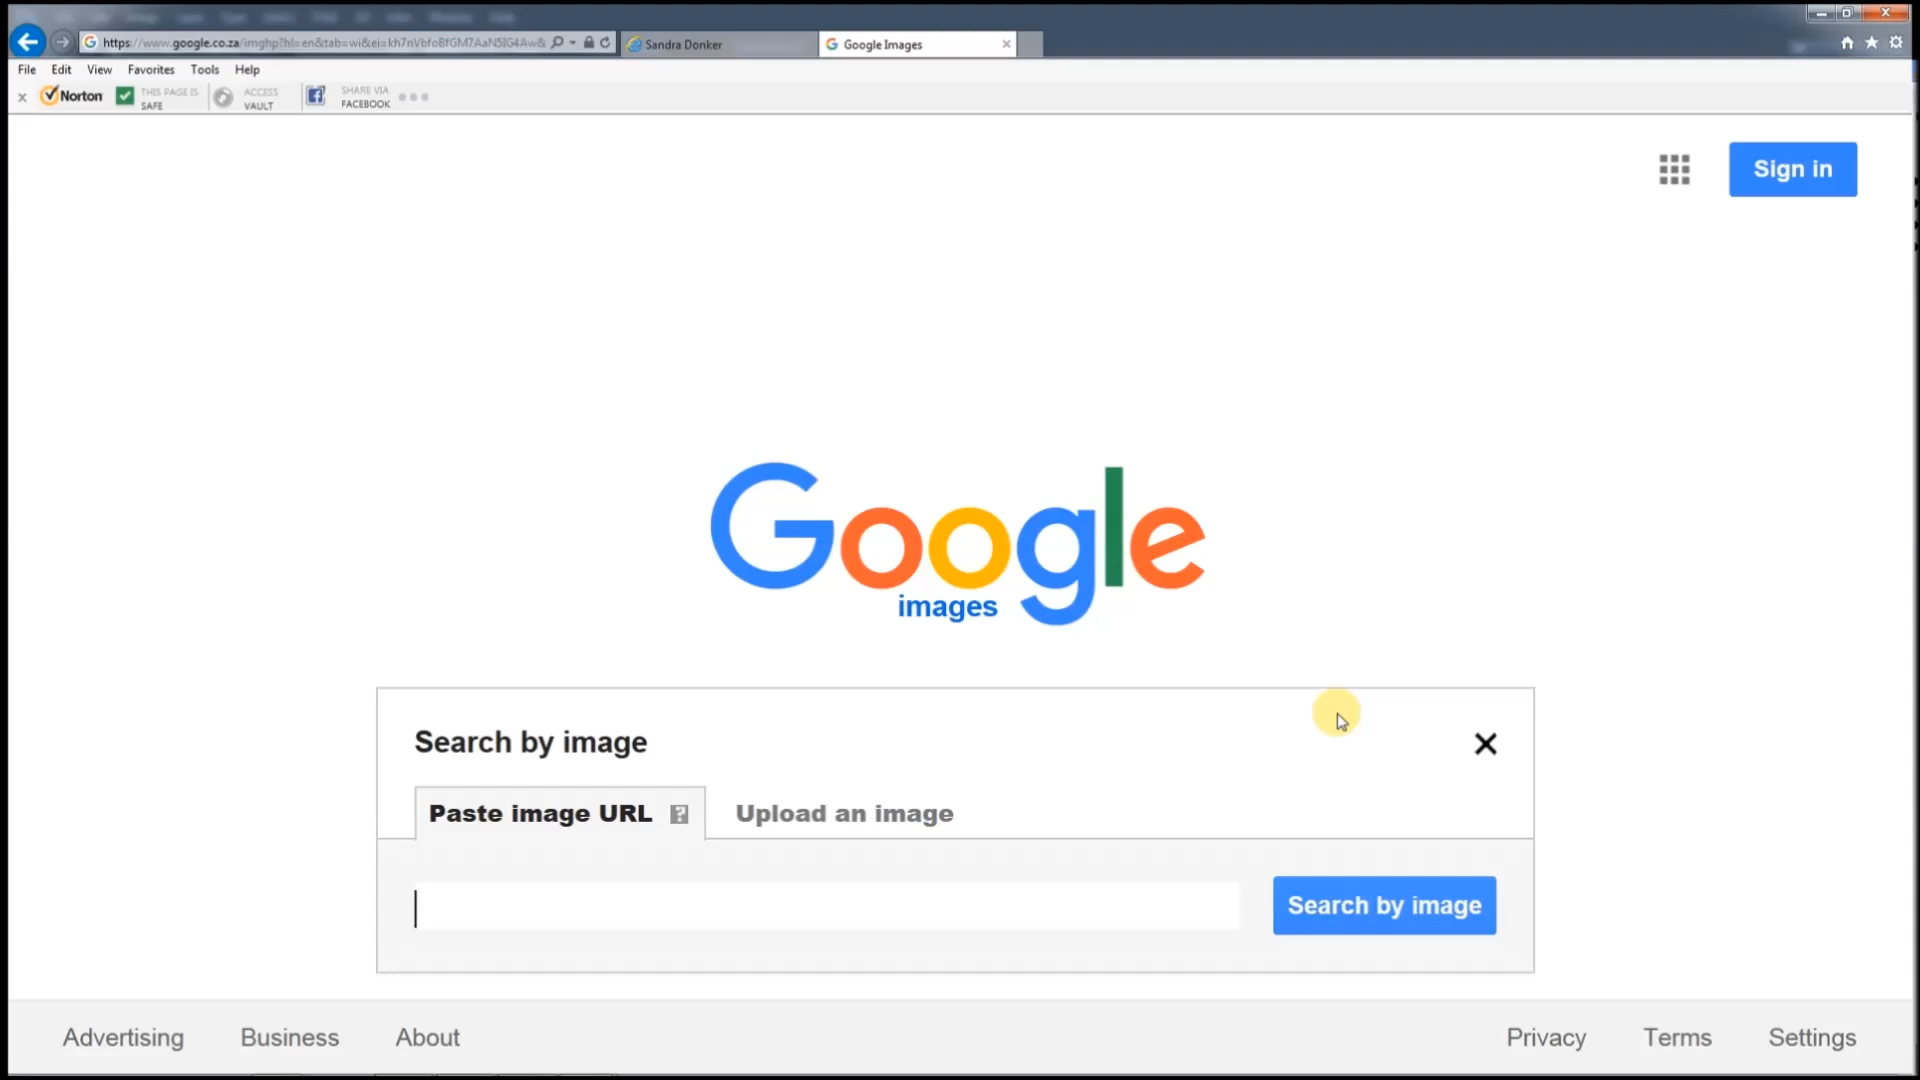 https://www.google.co.za/imghp?hl=en&tab=wi&ei=kh7nVbfoBfGM7AaN5IG4Aw&
Sandra Donker
Google Images
File Edit View Favorites Tools Help
Norton
THIS PAGE IS
SAFE
ACCESS
VAULT
SHARE VIA
FACEBOOK
Sign in
Google
images
Search by image
Paste image URL ?
Upload an image
Search by image
Advertising Business About
Privacy Terms Settings